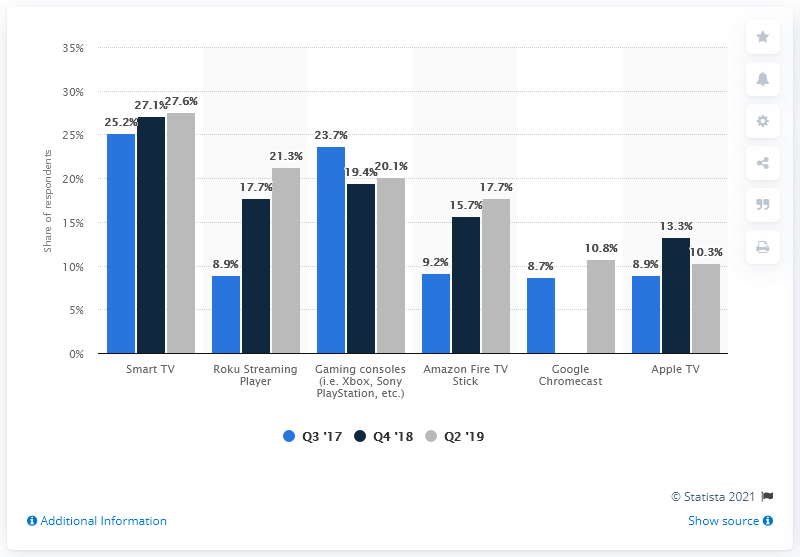 35%
30%
25%
20%
15%
10%
5%
0%
Share of respondents
25.2% 27.1% 27.6%
8.9% 17.7% 21.3%
23.7% 19.4% 20.1%
9.2% 15.7% 17.7%
8.7% 10.8%
8.9% 13.3% 10.3%
Smart TV
Roku Streaming
Player
Gaming consoles
(i.e. Xbox, Sony
PlayStation, etc.)
Amazon Fire TV
Stick
Google
Chromecast
Apple TV
Q3 '17 Q4 '18 Q2 '19
© Statista 2021
Additional Information
Show source